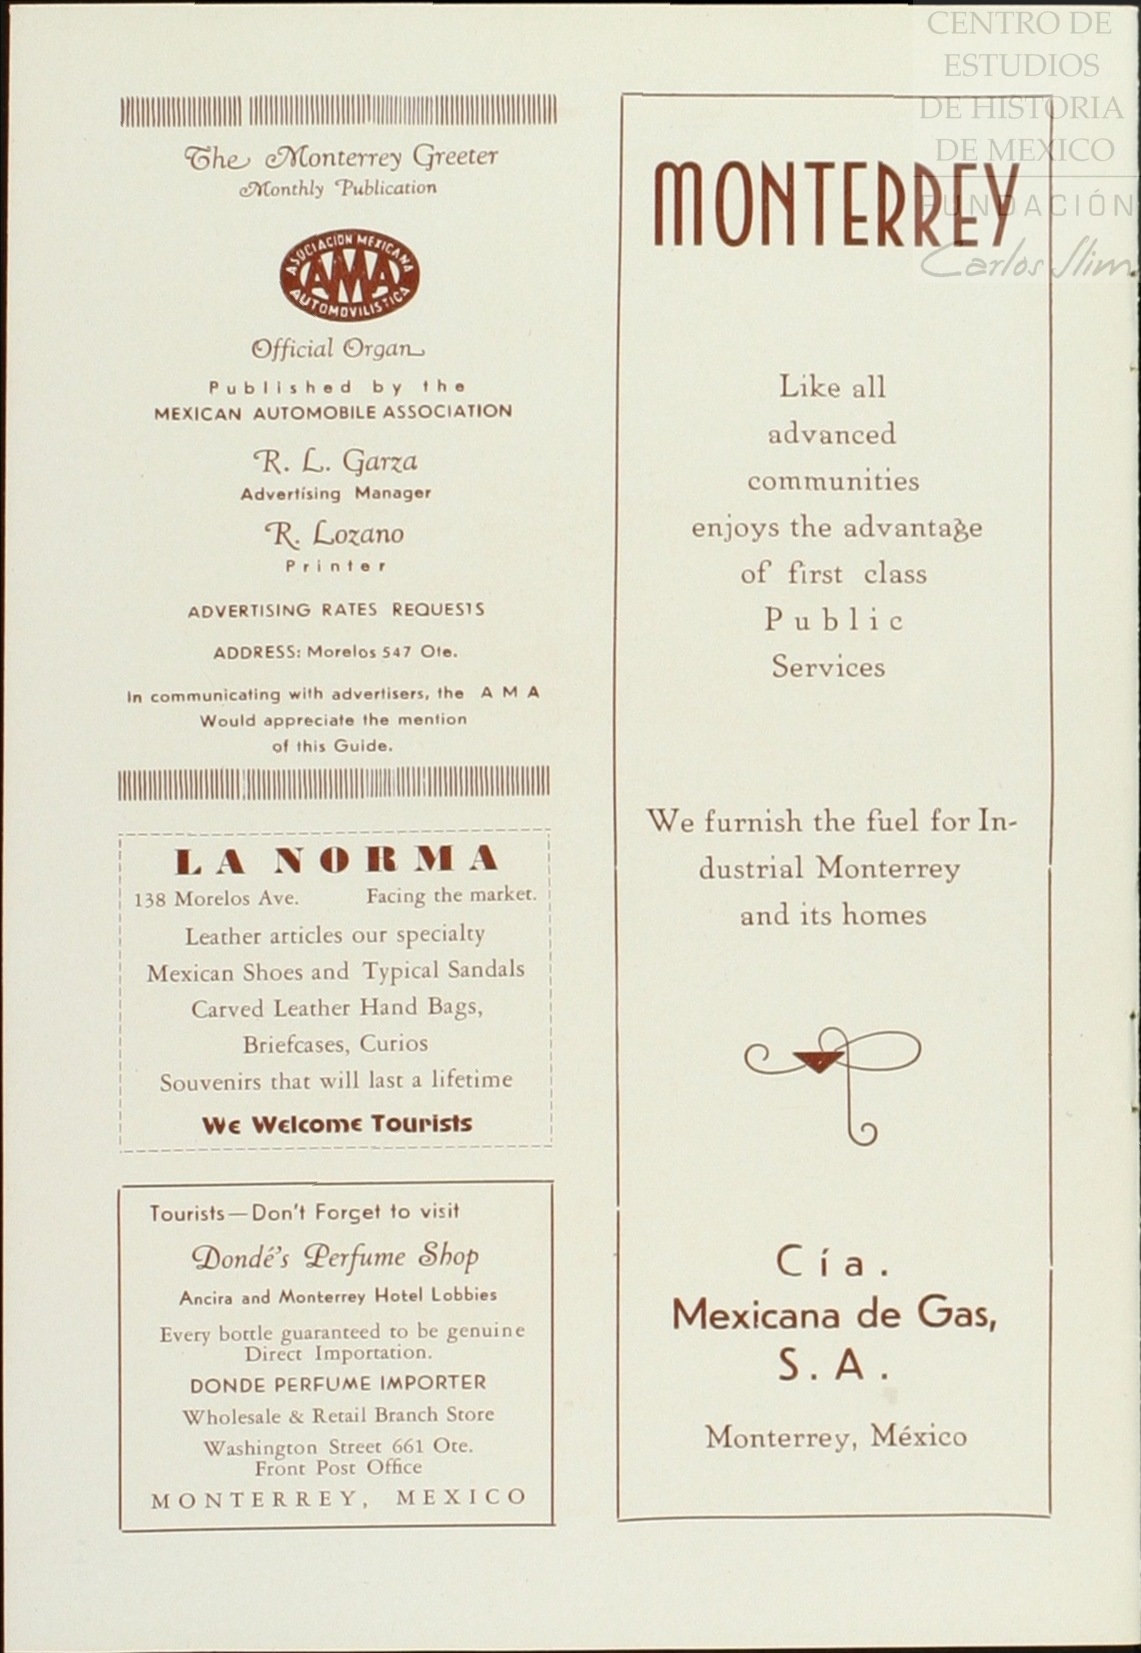 CENTRO DE
ESTUDIOS
DE HISTORIA
DE MEXICO
FUNDACIÓN
Carlos Slim
The Monterrey Greeter
Monthly Publication
ASOCIACION MEXICANA
AMA
AUTOMOVILISTICA
Official Organ
Published by the
MEXICAN AUTOMOBILE ASSOCIATION
R. L. Garza
Advertising Manager
R. Lozano
Printer
ADVERTISING RATES REQUESTS
ADDRESS: Morelos 547 Ote.
In communicating with advertisers, the A M A
Would appreciate the mention
of this Guide.
LA NORMA
138 Morelos Ave. Facing the market.
Leather articles our specialty
Mexican Shoes and Typical Sandals
Carved Leather Hand Bags,
Briefcases, Curios
Souvenirs that will last a lifetime
We Welcome Tourists
Tourists—Don't Forget to visit
Dondé's Perfume Shop
Ancira and Monterrey Hotel Lobbies
Every bottle guaranteed to be genuine
Direct Importation.
DONDE PERFUME IMPORTER
Wholesale & Retail Branch Store
Washington Street 661 Ote.
Front Post Office
MONTERREY, MEXICO
MONTERREY
Like all
advanced
communities
enjoys the advantage
of first class
Public
Services
We furnish the fuel for In-
dustrial Monterrey
and its homes
Cía.
Mexicana de Gas,
S. A.
Monterrey, México